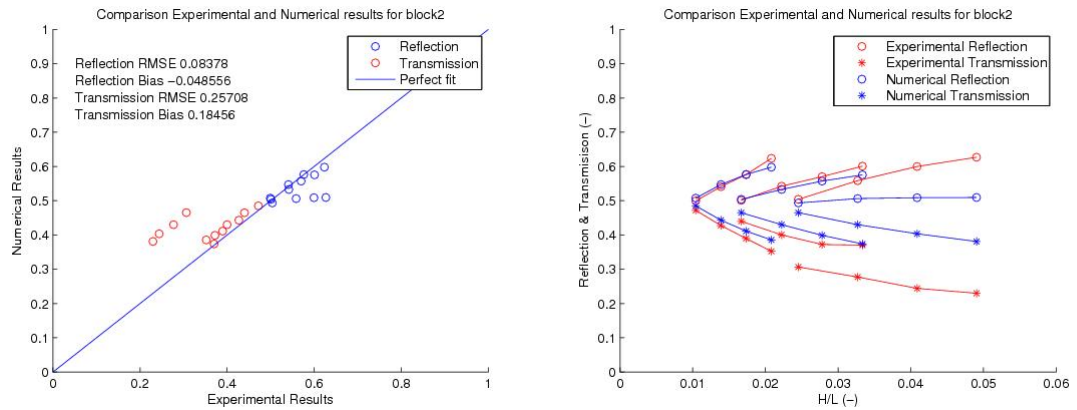 Comparison Experimental and Numerical results for block2
Reflection RMSE 0.08378
Reflection Bias −0.048556
Transmission RMSE 0.25708
Transmission Bias 0.18456
Reflection
Transmission
Perfect fit
1
0.9
0.8
0.7
0.6
0.5
0.4
0.3
0.2
0.1
0
Numerical Results
0 0.2 0.4 0.6 0.8 1
Experimental Results
Comparison Experimental and Numerical results for block2
Experimental Reflection
Experimental Transmission
Numerical Reflection
Numerical Transmission
1
0.9
0.8
0.7
0.6
0.5
0.4
0.3
0.2
0.1
0
Reflection & Transmisison (−)
0.01 0.02 0.03 0.04 0.05 0.06
H/L (−)